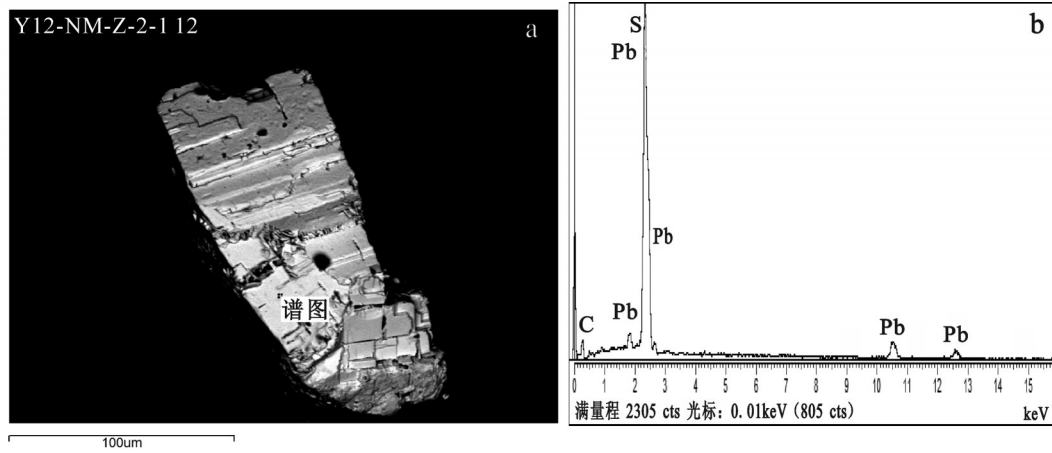 Y12-NM-Z-2-1 12
a
谱图
100um
b
S
Pb
Pb
C
Pb
Pb
Pb
0 1 2 3 4 5 6 7 8 9 10 11 12 13 14 15
满量程 2305 cts 光标: 0.01keV (805 cts)
keV